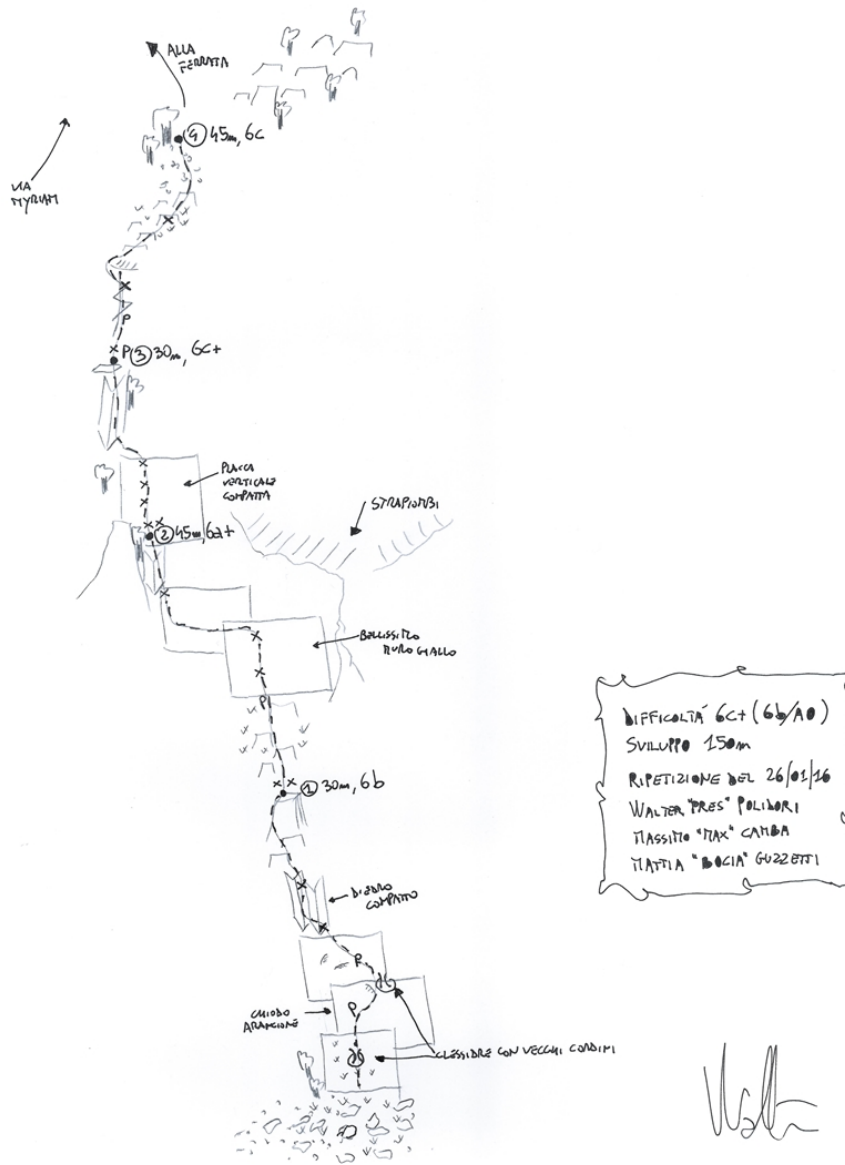 ALLA
FERRATA
④ 45m, 6c
VIA
MYRIAM
P
P ③ 30m, 6c+
PLACCA
VERTICALE
COMPATTA
STRAPIOMBI
② 45m, 6a+
BELLISSIMO
MURO GIALLO
P
① 30m, 6b
DIFFICOLTÀ 6c+ (6b/A0)
SVILUPPO 150m
RIPETIZIONE DEL 26/01/16
WALTER "PRES" POLIDORI
MASSIMO "MAX" CAMBA
MATTIA "BOCIA" GUZZETTI
DIEDRO
COMPATTO
P
CHIODO
ARANCIONE
P
CLESSIDRE CON VECCHI CORDINI